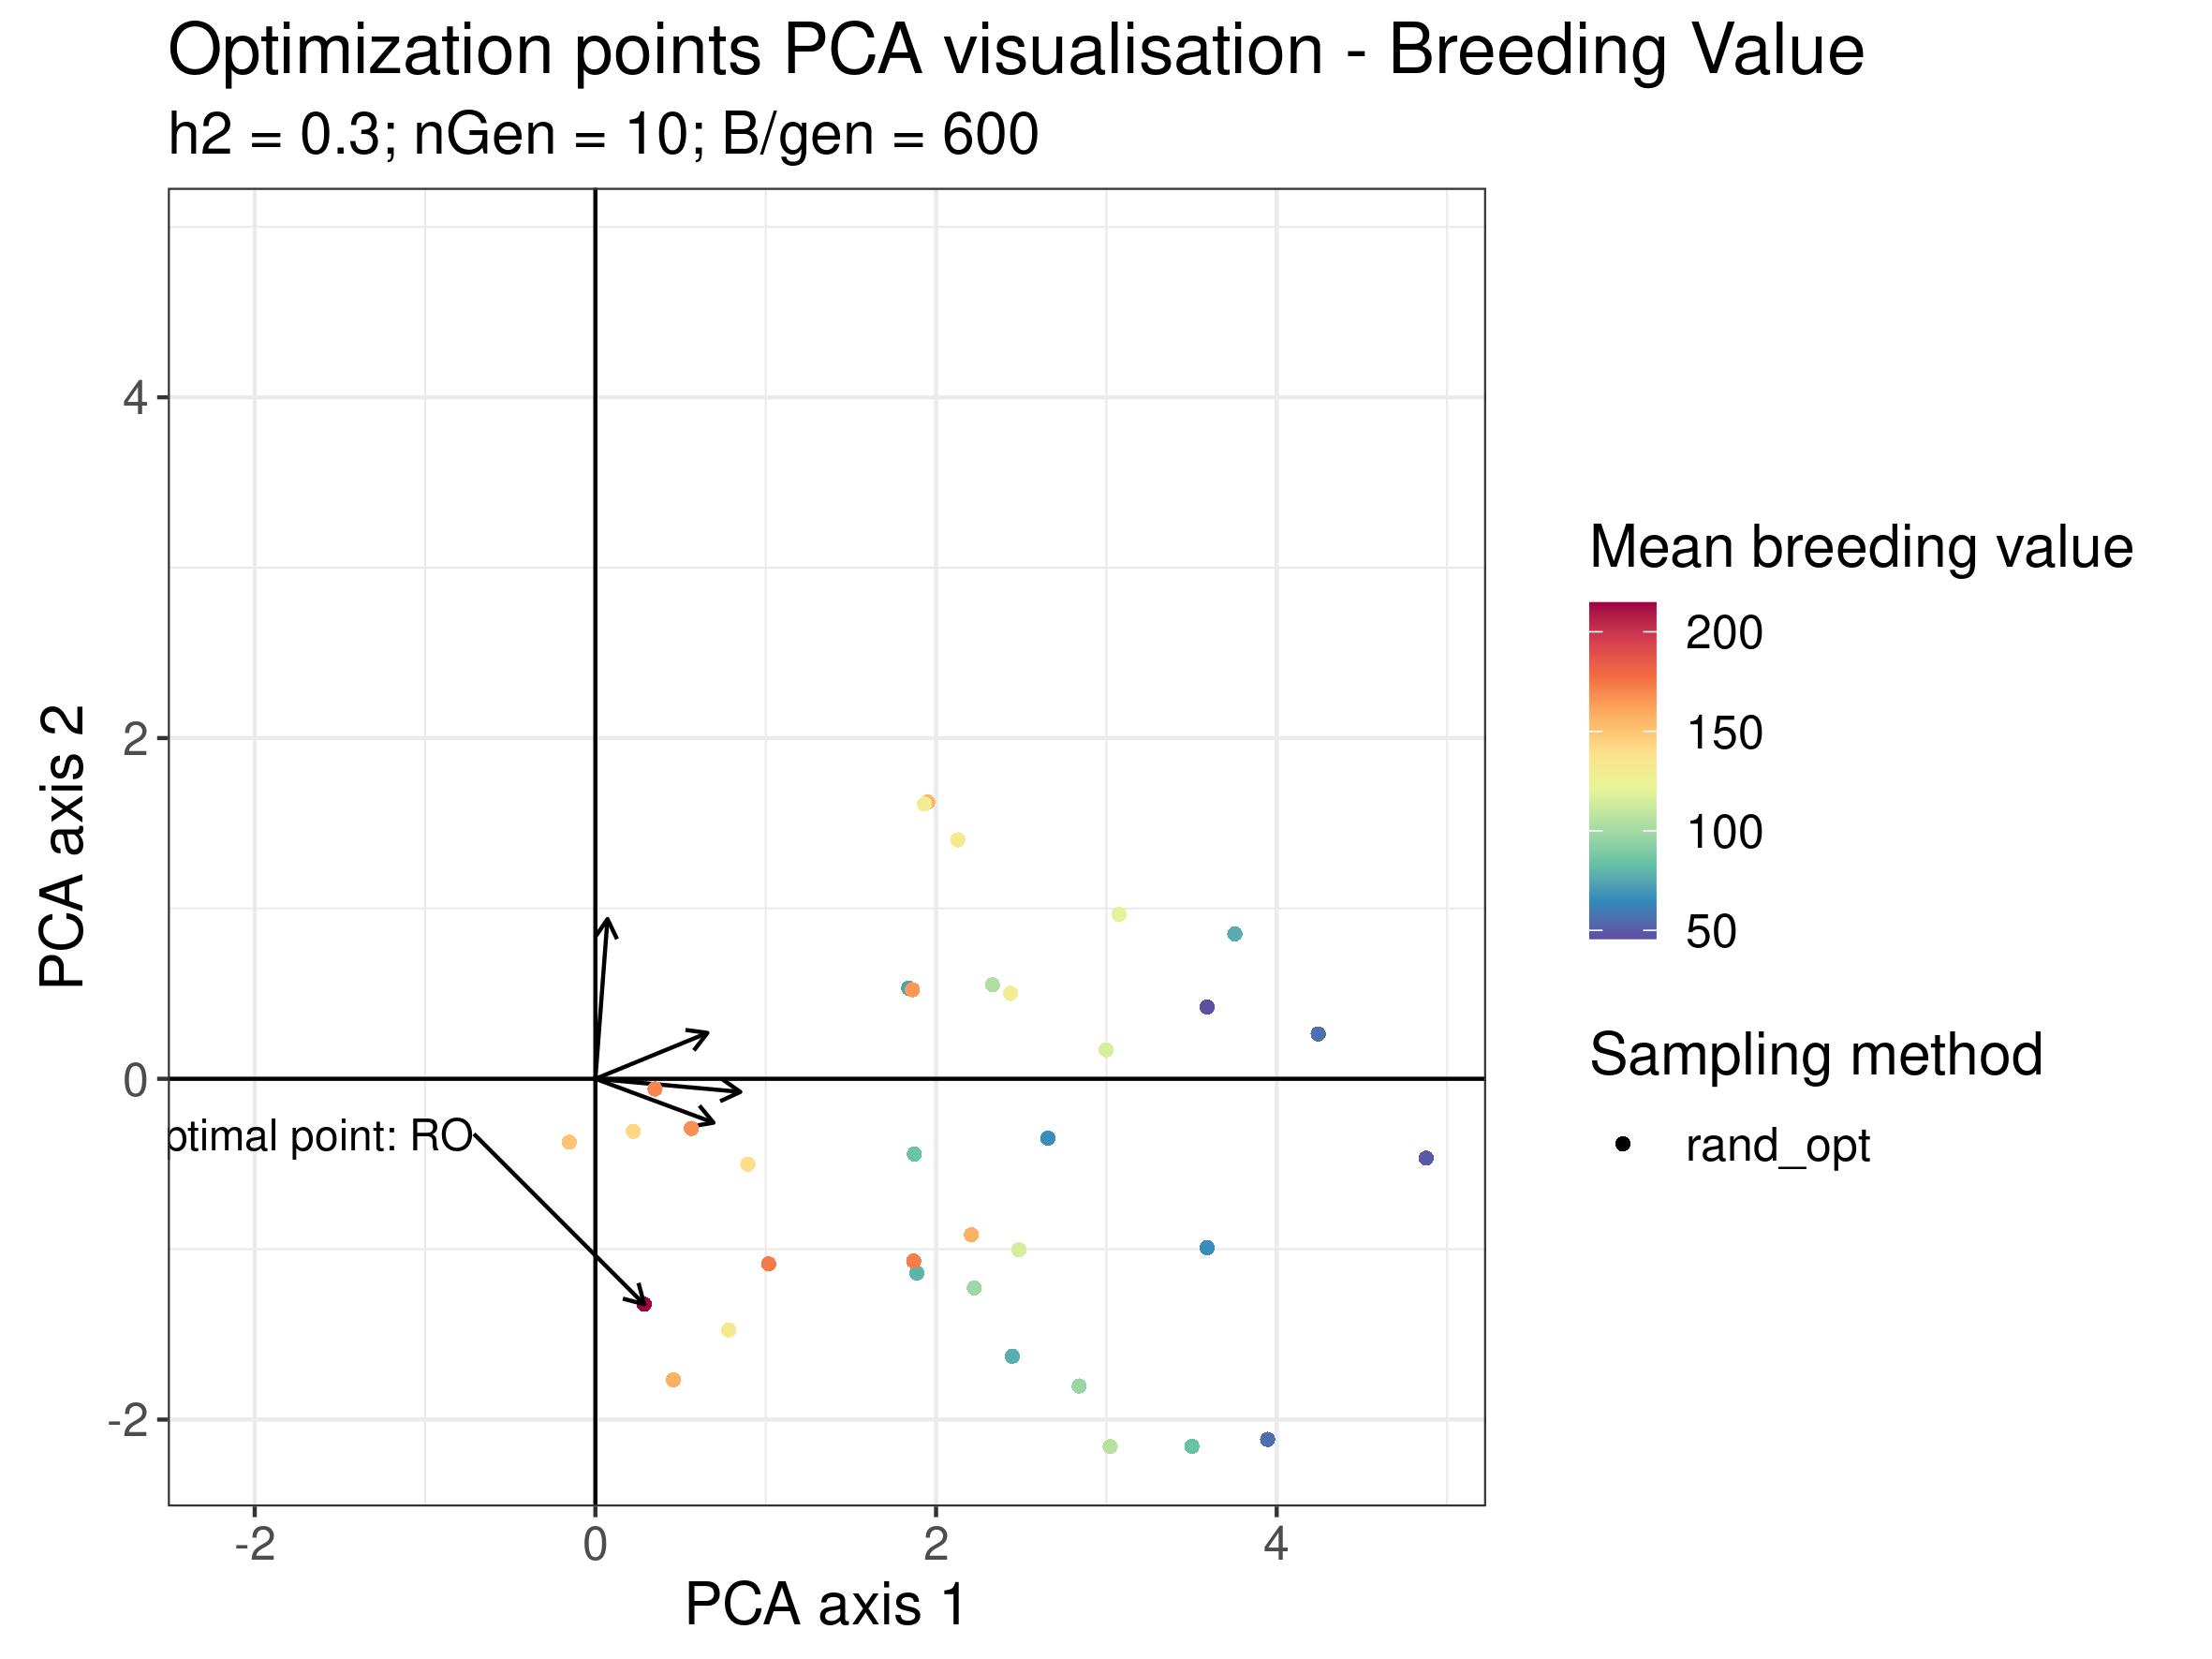 Optimization points PCA visualisation - Breeding Value
h2 = 0.3; nGen = 10; B/gen = 600
4
2
0
-2
PCA axis 2
ptimal point: RO
-2
0
2
4
PCA axis 1
Mean breeding value
200
150
100
50
Sampling method
rand_opt